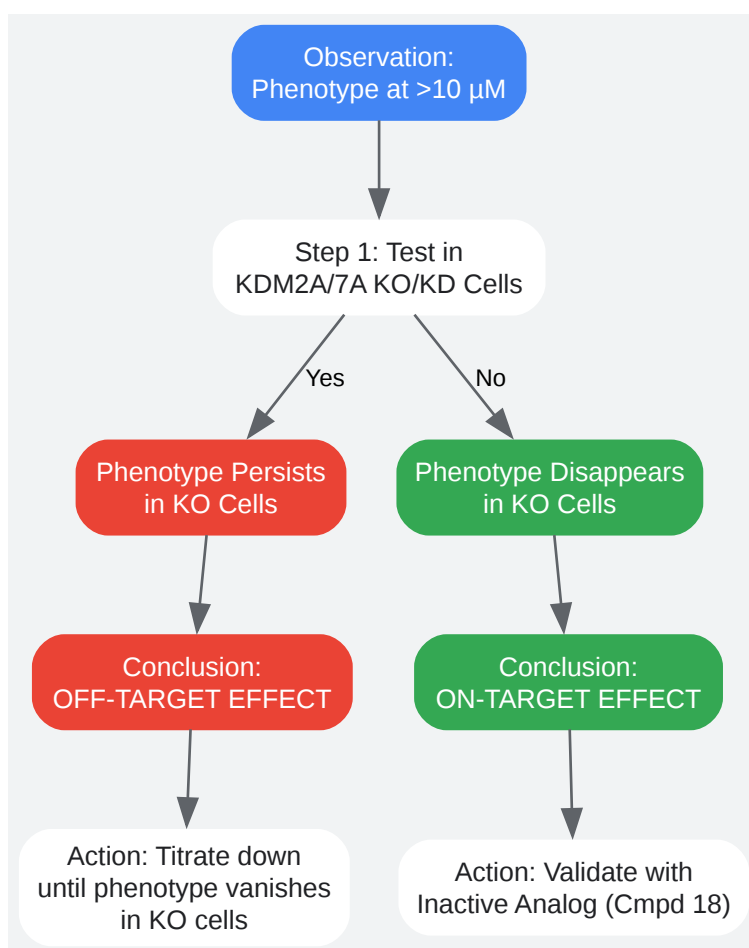 Observation:
Phenotype at >10 µM
Step 1: Test in
KDM2A/7A KO/KD Cells
Yes
No
Phenotype Persists
in KO Cells
Phenotype Disappears
in KO Cells
Conclusion:
OFF-TARGET EFFECT
Conclusion:
ON-TARGET EFFECT
Action: Titrate down
until phenotype vanishes
in KO cells
Action: Validate with
Inactive Analog (Cmpd 18)